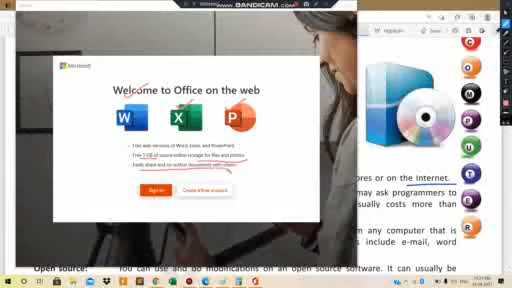 www.BANDICAM.com
Microsoft
Welcome to Office on the web
W
X
P
Free web versions of Word, Excel, and PowerPoint
Free 5 GB of secure online storage for files and photos
Easily share and co-author documents with others
Sign in
Create a free account
C
O
M
P
U
T
E
R
ores or on the Internet.
may ask programmers to
sually costs more than
m any computer that is
s include e-mail, word
Open source: You can use and do modifications on an open source software. It can usually be